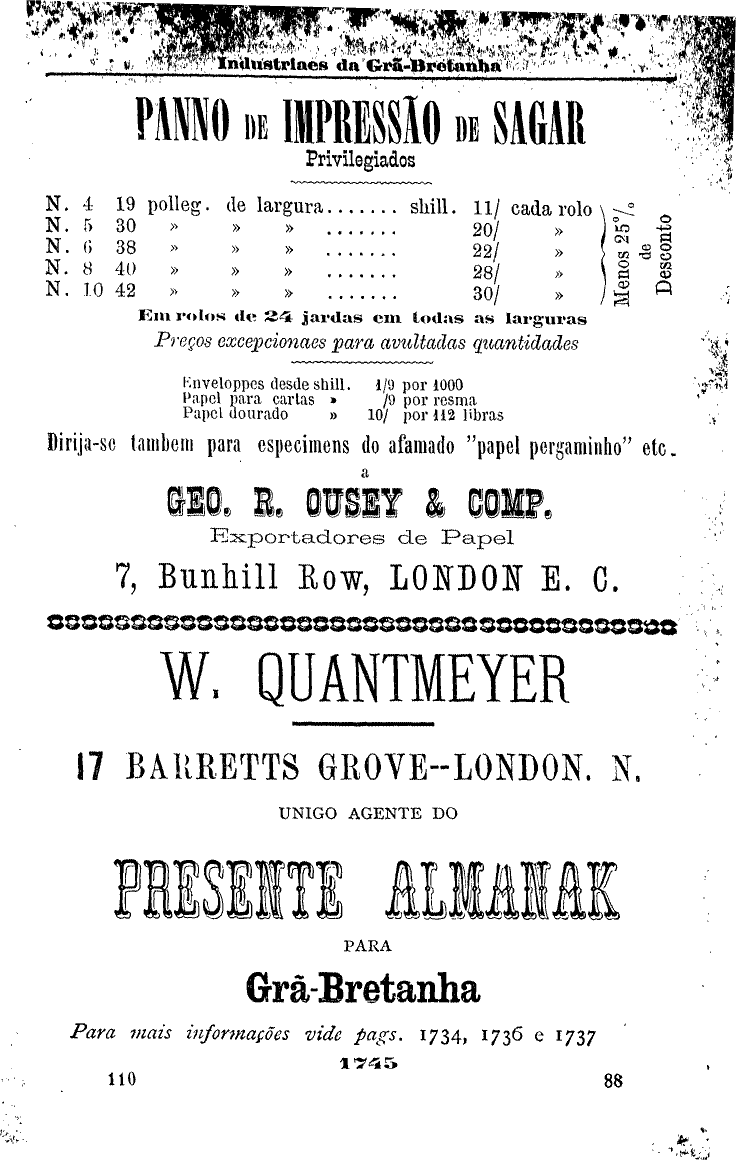 Industriaes da Grã-Bretanha
PANNO DE IMPRESSÃO DE SAGAR
Privilegiados
N. 4 19 polleg. de largura....... shill. 11/ cada rolo
N. 5 30 » » » ....... 20/ »
N. 6 38 » » » ....... 22/ »
N. 8 40 » » » ....... 28/ »
N. 10 42 » » » ....... 30/ »
Menos 25%
de
Desconto
Em rolos de 24 jardas em todas as larguras
Preços excepcionaes para avultadas quantidades
Enveloppes desde shill. 1/9 por 1000
Papel para cartas » /9 por resma
Papel dourado » 10/ por 112 libras
Dirija-se tambem para especimens do afamado "papel pergaminho" etc.
a
GEO. R. OUSEY & COMP.
Exportadores de Papel
7, Bunhill Row, LONDON E. C.
W. QUANTMEYER
17 BARRETTS GROVE--LONDON. N.
UNIGO AGENTE DO
PRESENTE ALMANAK
PARA
Grã-Bretanha
Para mais informações vide pags. 1734, 1736 e 1737
1745
110 88